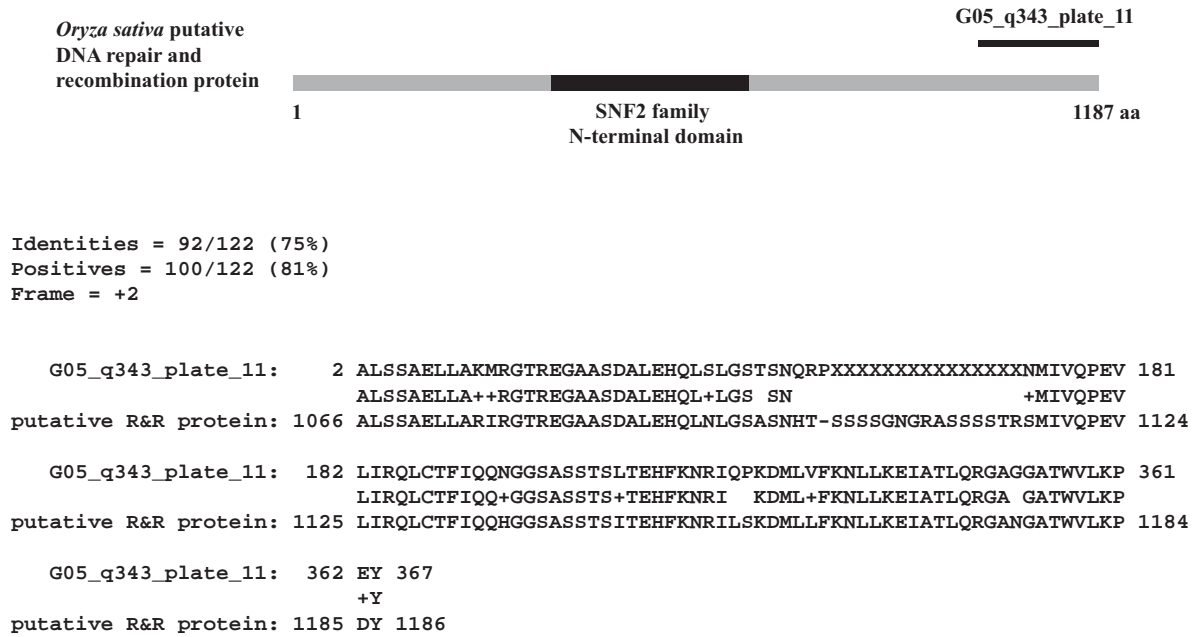 G05_q343_plate_11
Oryza sativa putative
DNA repair and
recombination protein
1
SNF2 family
N-terminal domain
1187 aa
Identities = 92/122 (75%)
Positives = 100/122 (81%)
Frame = +2
G05_q343_plate_11: 2 ALSSAELLAKMRGTREGAASDALEHQLSLGSTSNQRPXXXXXXXXXXXXXXXNMIVQPEV 181
ALSSAELLA++RGTREGAASDALEHQL+LGS SN +MIVQPEV
putative R&R protein: 1066 ALSSAELLARIRGTREGAASDALEHQLNLGSASNHT-SSSSGNGRASSSSTRSMIVQPEV 1124
G05_q343_plate_11: 182 LIRQLCTFIQQNGGSASSTSLTEHFKNRIQPKDMLVFKNLLKEIATLQRGAGGATWVLKP 361
LIRQLCTFIQQ+GGSASSTS+TEHFKNRI KDML+FKNLLKEIATLQRGA GATWVLKP
putative R&R protein: 1125 LIRQLCTFIQQHGGSASSTSITEHFKNRILSKDMLLFKNLLKEIATLQRGANGATWVLKP 1184
G05_q343_plate_11: 362 EY 367
+Y
putative R&R protein: 1185 DY 1186